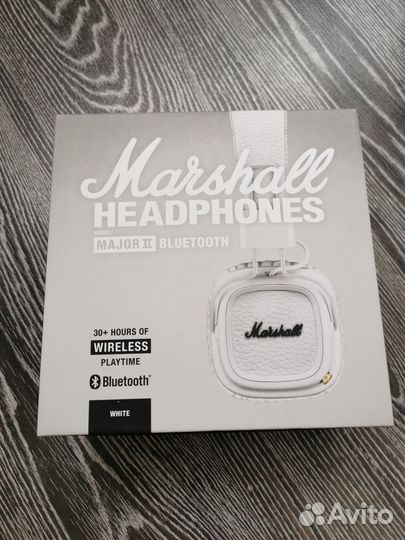 Marshall
HEADPHONES
MODEL:
MAJOR II BLUETOOTH
30+ HOURS OF
WIRELESS
PLAYTIME
Bluetooth®
WHITE
Marshall
Avito